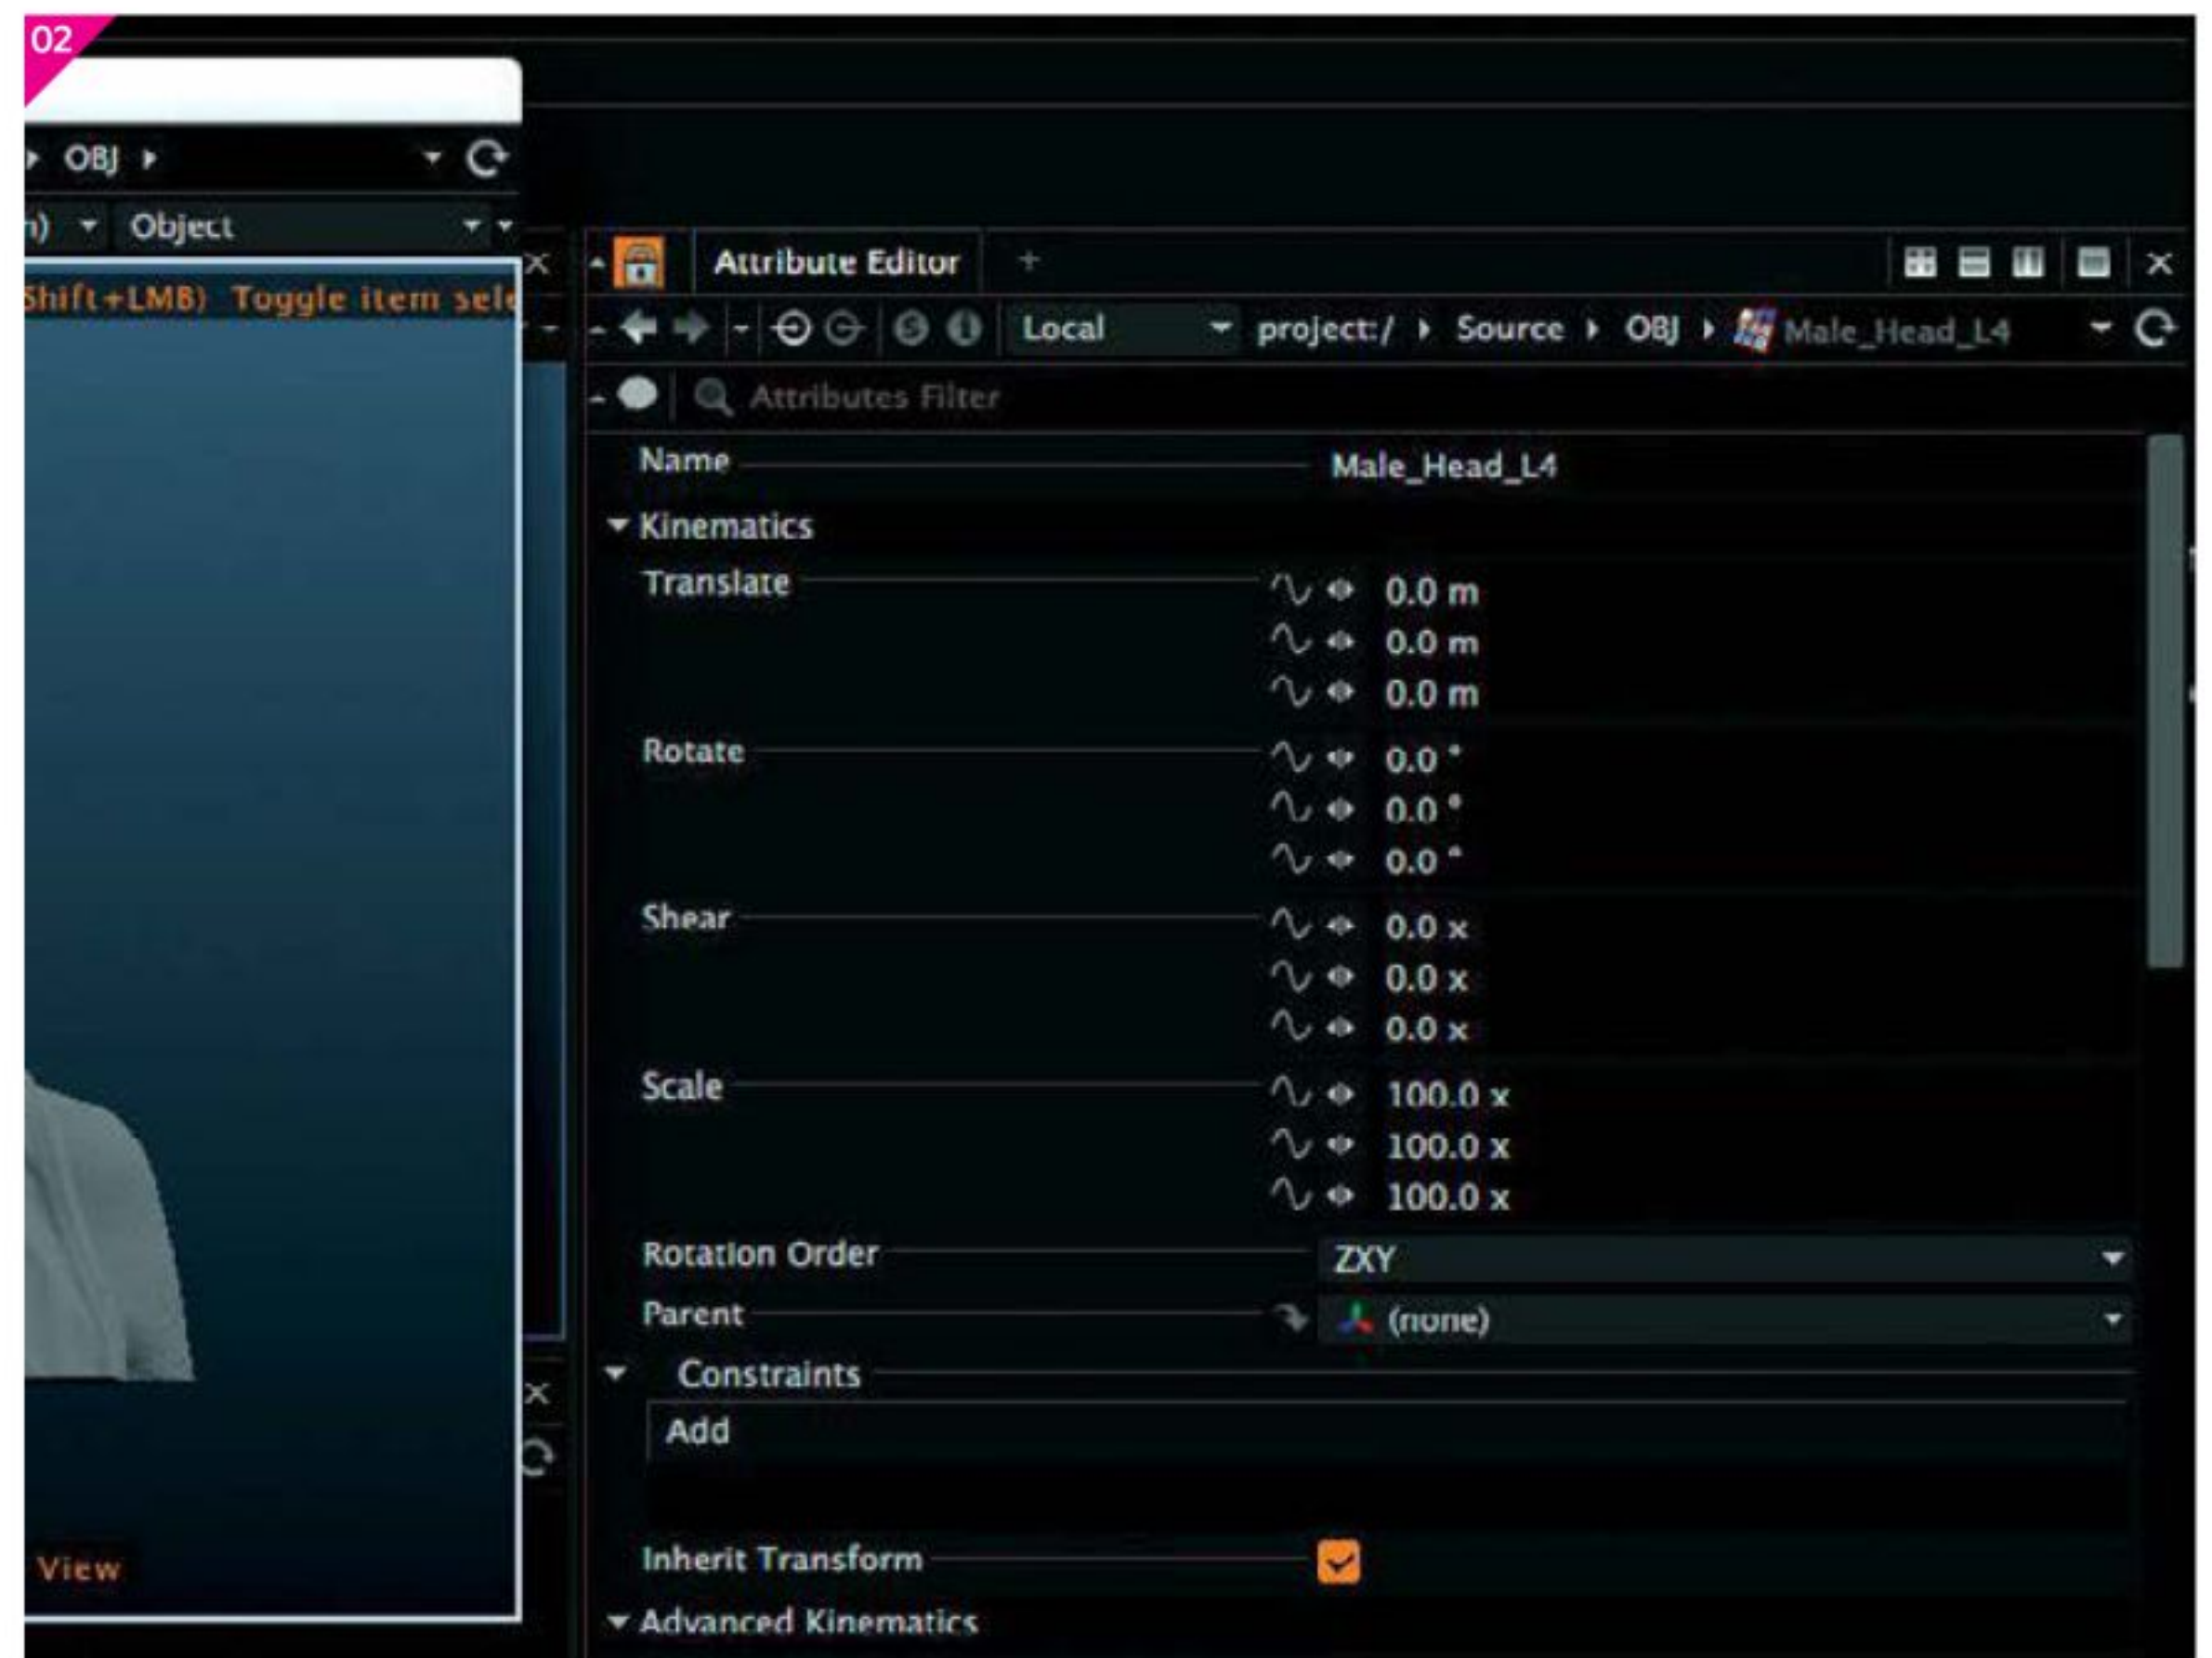 02
OBJ
Object
Shift+LMB) Toggle item sele
View
Attribute Editor +
Local project:/ Source OBJ Male_Head_L4
Attributes Filter
Name Male_Head_L4
Kinematics
Translate 0.0 m
0.0 m
0.0 m
Rotate 0.0 °
0.0 °
0.0 °
Shear 0.0 x
0.0 x
0.0 x
Scale 100.0 x
100.0 x
100.0 x
Rotation Order ZXY
Parent (none)
Constraints
Add
Inherit Transform
Advanced Kinematics